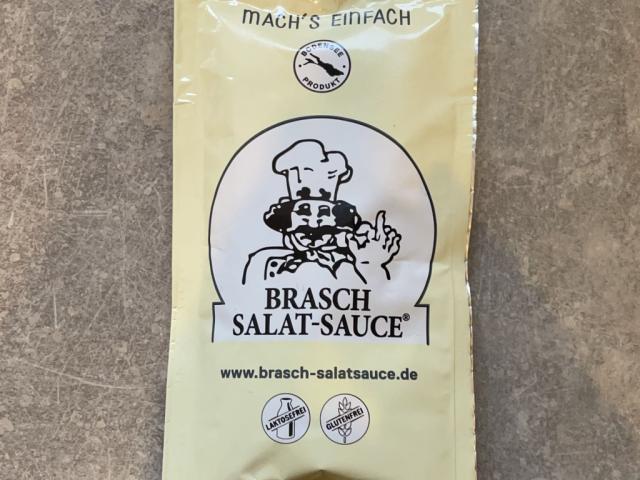 MACH'S EINFACH
BODENSEE
PRODUKT
BRASCH
SALAT-SAUCE®
www.brasch-salatsauce.de
LAKTOSEFREI
GLUTENFREI